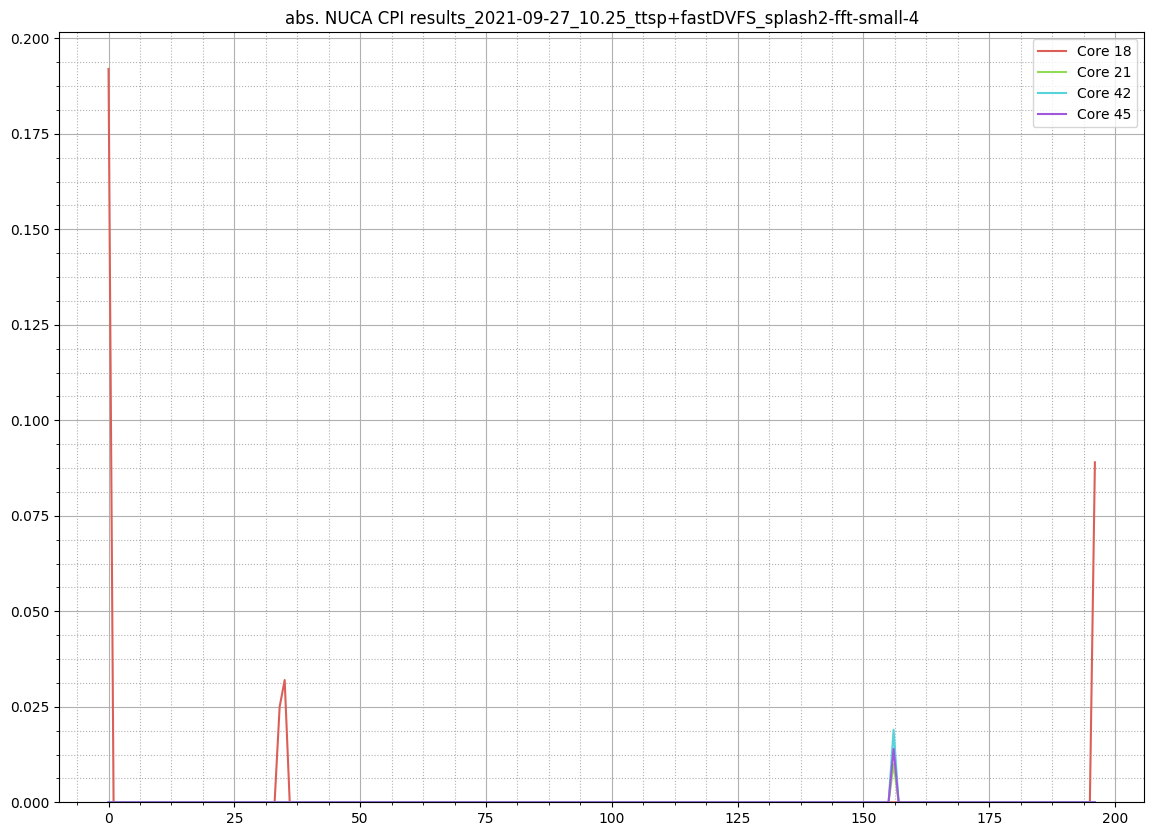 abs. NUCA CPI results_2021-09-27_10.25_ttsp+fastDVFS_splash2-fft-small-4
Core 18
Core 21
Core 42
Core 45
0.200
0.175
0.150
0.125
0.100
0.075
0.050
0.025
0.000
0 25 50 75 100 125 150 175 200